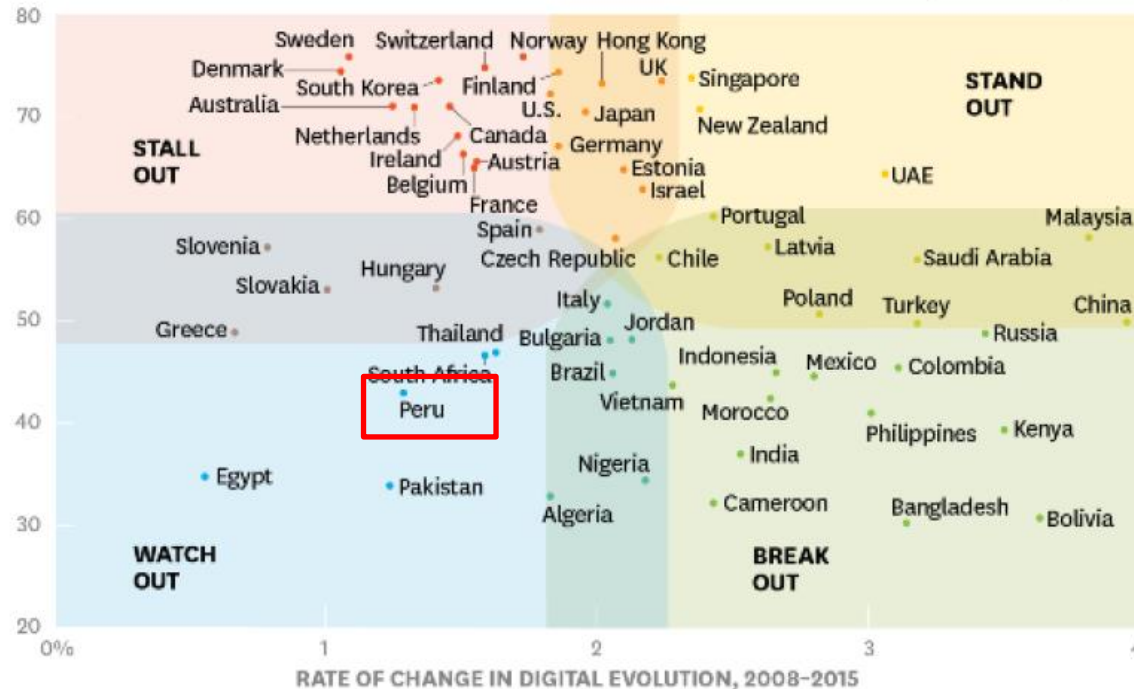 80
Sweden Switzerland Norway Hong Kong
Denmark South Korea Finland UK Singapore STAND
OUT
70
Australia U.S. Japan New Zealand
Netherlands Canada Germany
STALL
OUT
Ireland Austria Estonia
Belgium Israel UAE
France
60
Spain Portugal Malaysia
Slovenia Czech Republic Chile Latvia Saudi Arabia
Slovakia Hungary
Italy Poland Turkey China
50
Greece Thailand Bulgaria Jordan Russia
South Africa Brazil Indonesia Mexico Colombia
Peru Vietnam Morocco
40
Philippines Kenya
Egypt Pakistan Nigeria India
Algeria Cameroon Bangladesh Bolivia
30
WATCH
OUT
BREAK
OUT
20
0% 1 2 3
RATE OF CHANGE IN DIGITAL EVOLUTION, 2008–2015